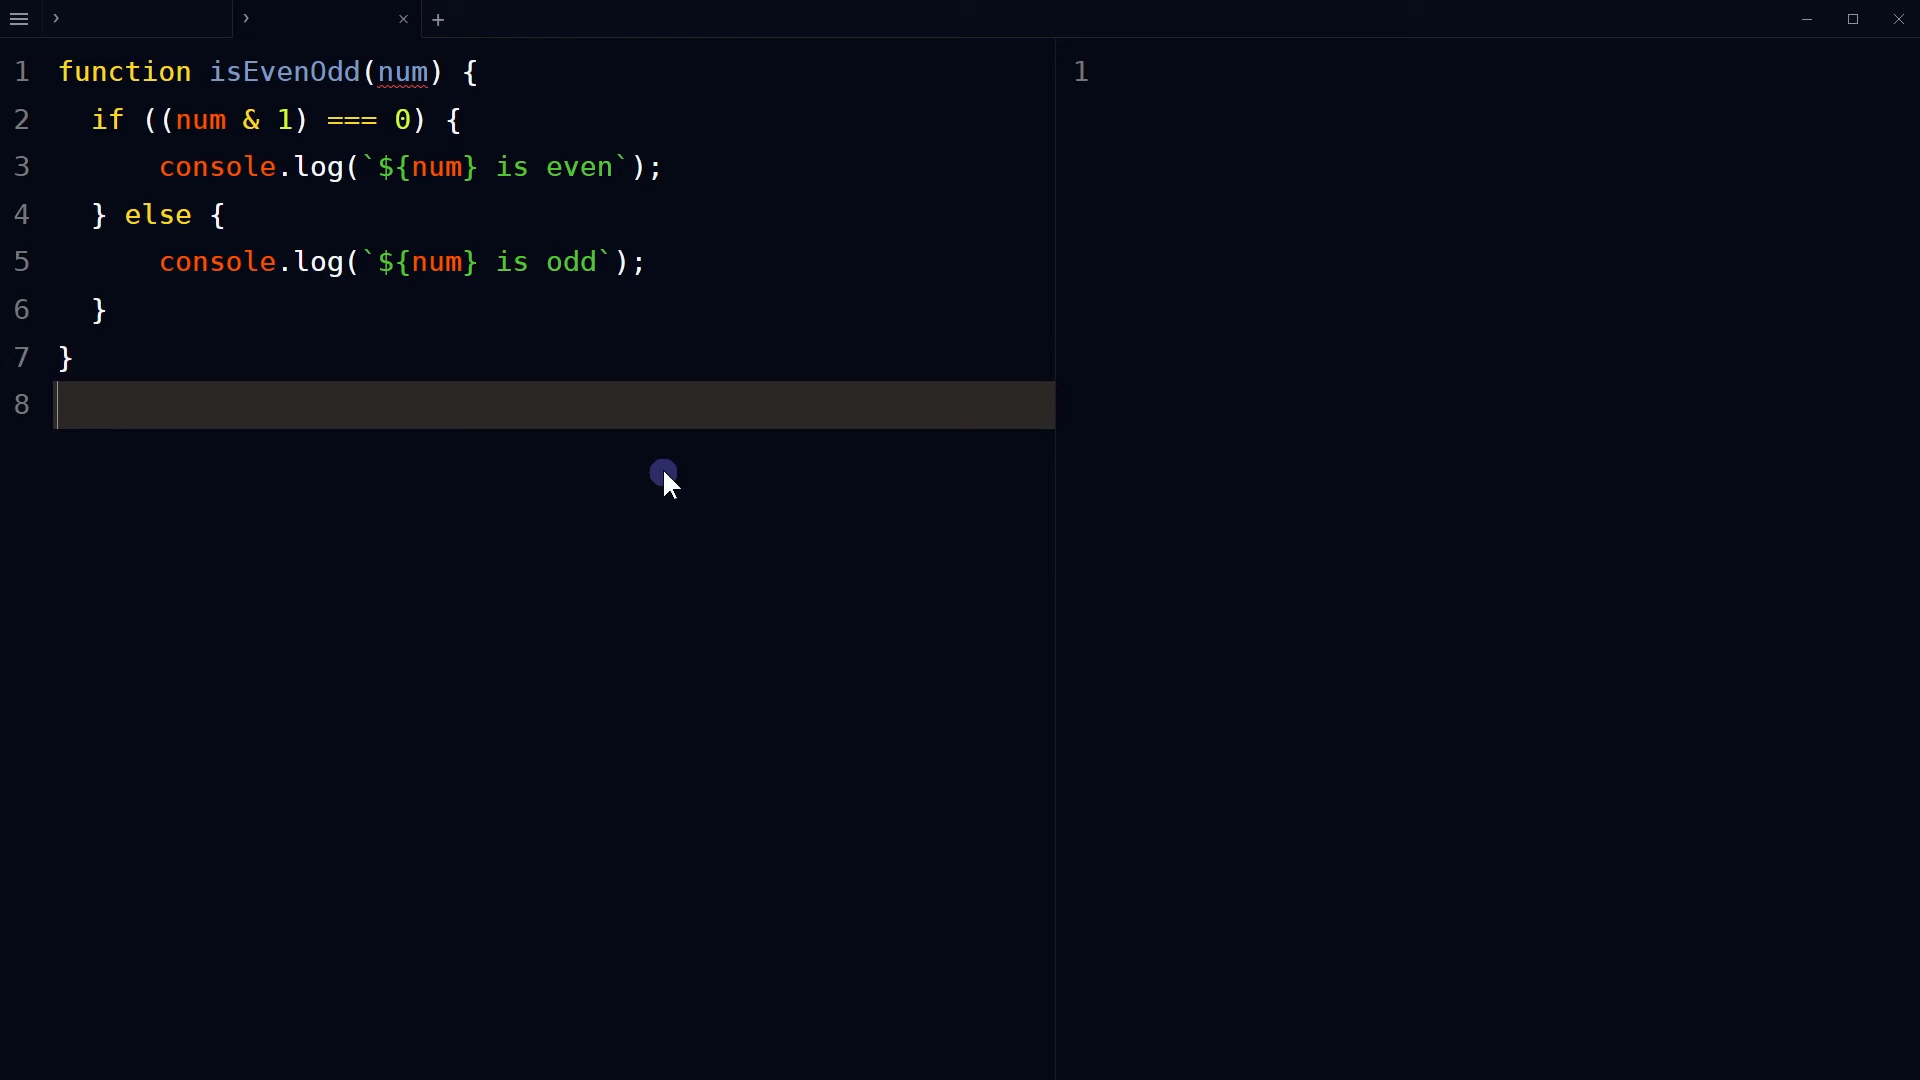 1 function isEvenOdd(num) {
2   if ((num & 1) === 0) {
3       console.log(`${num} is even`);
4   } else {
5       console.log(`${num} is odd`);
6   }
7 }
8
1